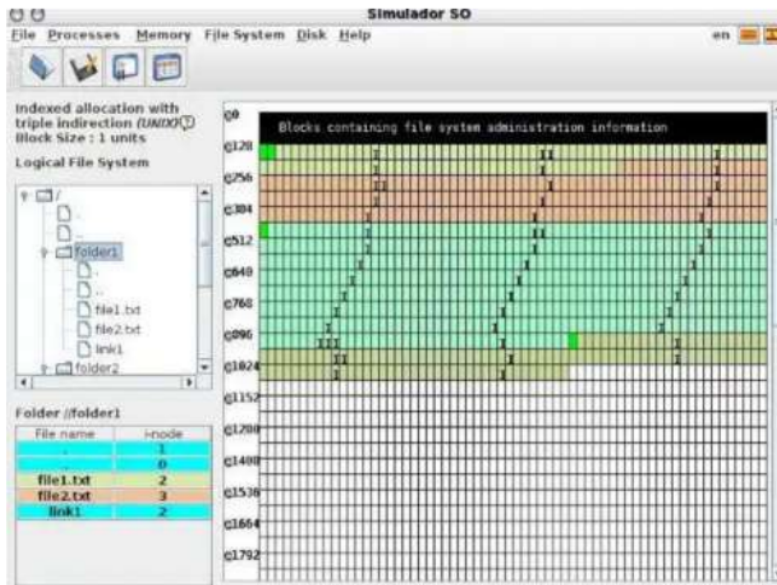 Simulador SO
File Processes Memory File System Disk Help en
Indexed allocation with
triple indirection (UNIX)
Block Size : 1 units
Logical File System
/
.
..
folder1
.
..
file1.txt
file2.txt
link1
folder2
Folder //folder1
File name i-node
. 1
.. 0
file1.txt 2
file2.txt 3
link1 2
0
Blocks containing file system administration information
128
256
384
512
640
768
896
1024
1152
1280
1408
1536
1664
1792